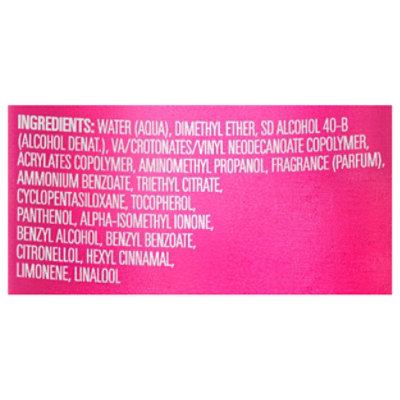 INGREDIENTS: WATER (AQUA), DIMETHYL ETHER, SD ALCOHOL 40-B
(ALCOHOL DENAT.), VA/CROTONATES/VINYL NEODECANOATE COPOLYMER,
ACRYLATES COPOLYMER, AMINOMETHYL PROPANOL, FRAGRANCE (PARFUM),
AMMONIUM BENZOATE, TRIETHYL CITRATE,
CYCLOPENTASILOXANE, TOCOPHEROL,
PANTHENOL, ALPHA-ISOMETHYL IONONE,
BENZYL ALCOHOL, BENZYL BENZOATE,
CITRONELLOL, HEXYL CINNAMAL,
LIMONENE, LINALOOL